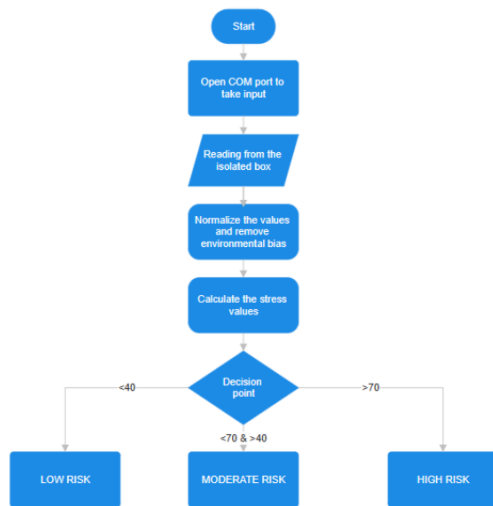 Start
Open COM port to
take input
Reading from the
isolated box
Normalize the values
and remove
environmental bias
Calculate the stress
values
Decision
point
<40
>70
<70 & >40
LOW RISK
MODERATE RISK
HIGH RISK